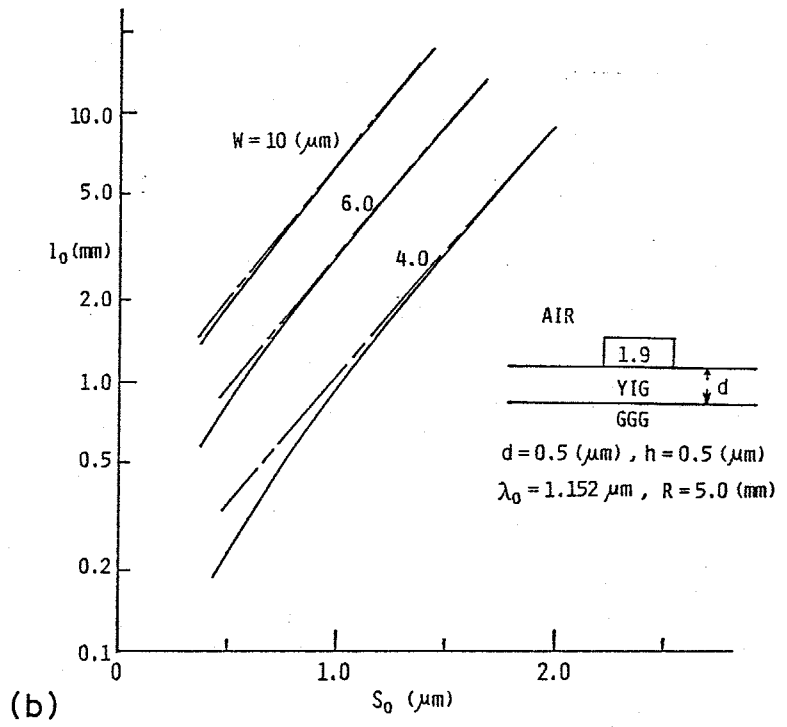 10.0
5.0
l₀(mm)
2.0
1.0
0.5
0.2
0.1
W = 10 (μm)
6.0
4.0
AIR
1.9
YIG
d
GGG
d = 0.5 (μm) , h = 0.5 (μm)
λ₀ = 1.152 μm , R = 5.0 (mm)
0
1.0
2.0
S₀ (μm)
(b)